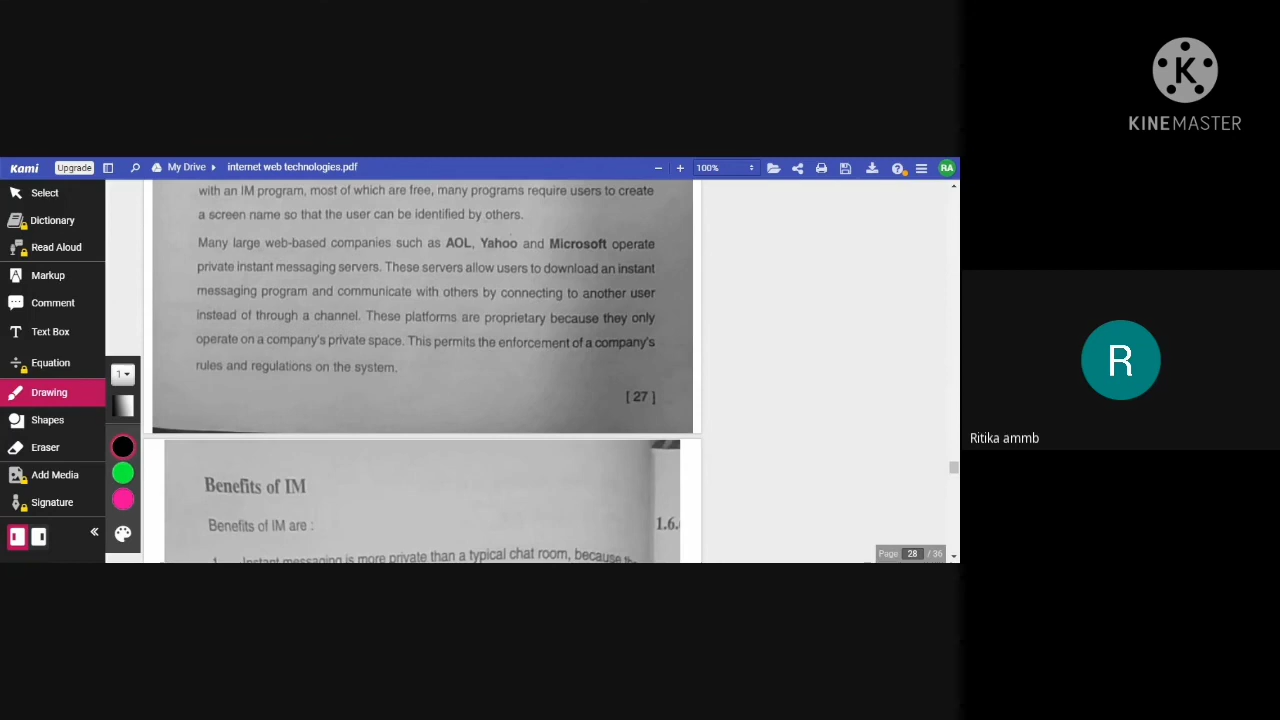 K
KINEMASTER
Kami
Upgrade
My Drive
internet web technologies.pdf
100%
RA
Select
Dictionary
Read Aloud
Markup
Comment
Text Box
Equation
Drawing
Shapes
Eraser
Add Media
Signature
1
with an IM program, most of which are free, many programs require users to create
a screen name so that the user can be identified by others.
Many large web-based companies such as AOL, Yahoo and Microsoft operate
private instant messaging servers. These servers allow users to download an instant
messaging program and communicate with others by connecting to another user
instead of through a channel. These platforms are proprietary because they only
operate on a company's private space. This permits the enforcement of a company's
rules and regulations on the system.
[ 27 ]
Benefits of IM
Benefits of IM are :
1. Instant messaging is more private than a typical chat room, because
1.6.
Page 28 / 36
R
Ritika ammb